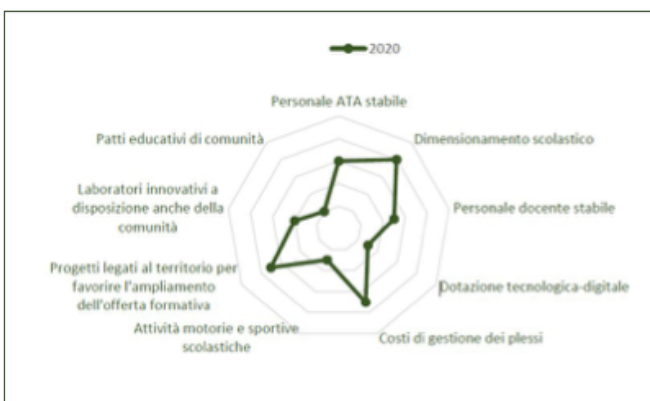 2020
Personale ATA stabile
Patti educativi di comunità
Dimensionamento scolastico
Laboratori innovativi a
disposizione anche della
comunità
Personale docente stabile
Progetti legati al territorio per
favorire l'ampliamento
dell'offerta formativa
Dotazione tecnologica-digitale
Attività motorie e sportive
scolastiche
Costi di gestione dei plessi